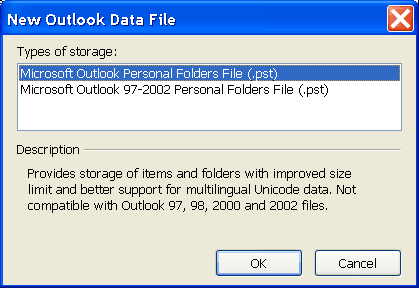 New Outlook Data File
Types of storage:
Microsoft Outlook Personal Folders File (.pst)
Microsoft Outlook 97-2002 Personal Folders File (.pst)
Description
Provides storage of items and folders with improved size
limit and better support for multilingual Unicode data. Not
compatible with Outlook 97, 98, 2000 and 2002 files.
OK Cancel